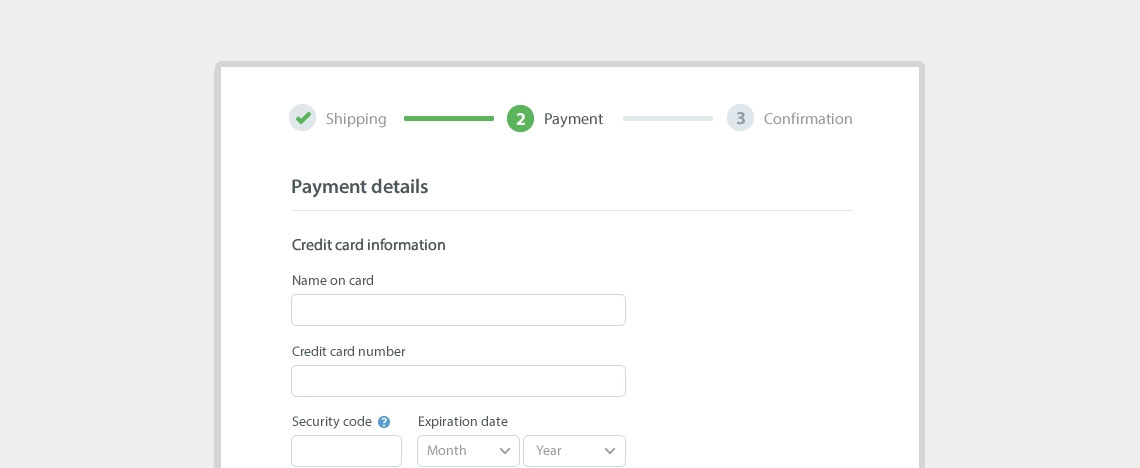 Shipping 2 Payment 3 Confirmation
Payment details
Credit card information
Name on card
Credit card number
Security code ? Expiration date
Month Year